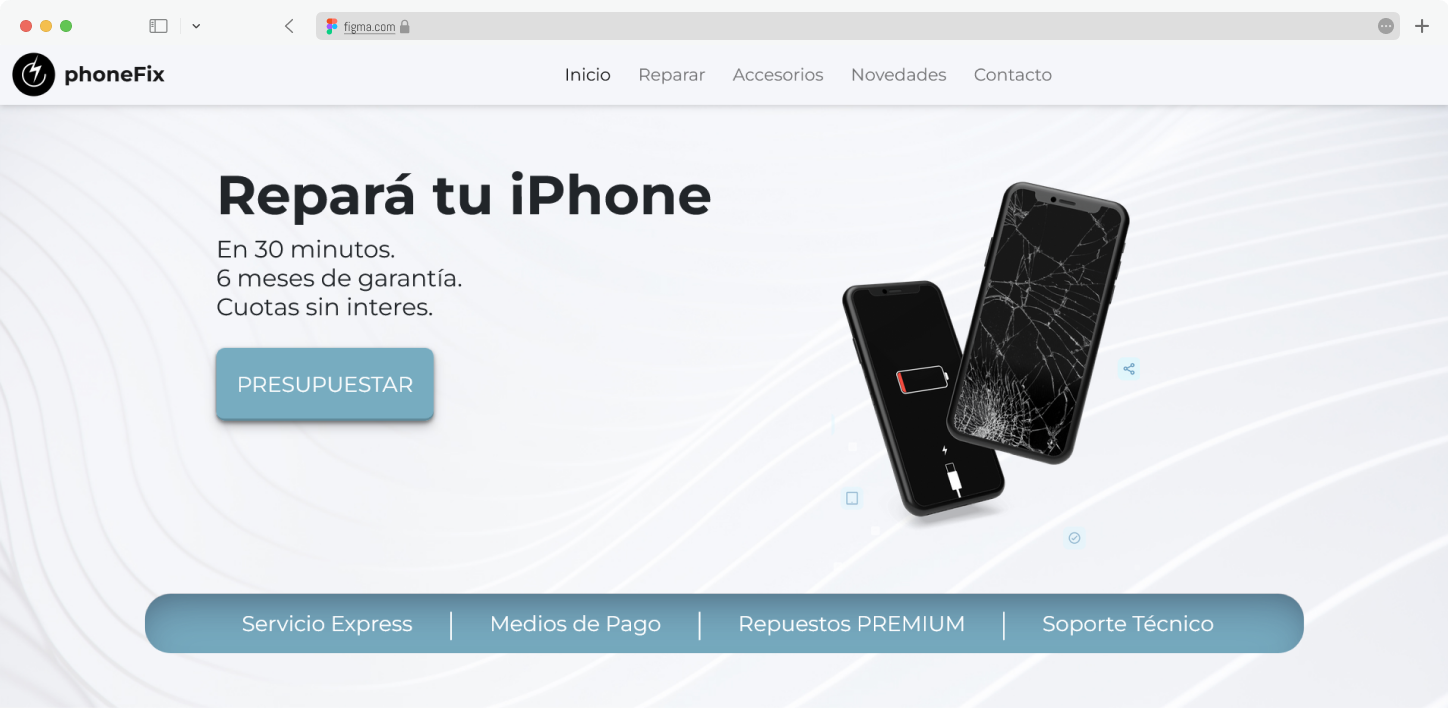 figma.com
phoneFix
Inicio Reparar Accesorios Novedades Contacto
Repará tu iPhone
En 30 minutos.
6 meses de garantía.
Cuotas sin interes.
PRESUPUESTAR
Servicio Express | Medios de Pago | Repuestos PREMIUM | Soporte Técnico